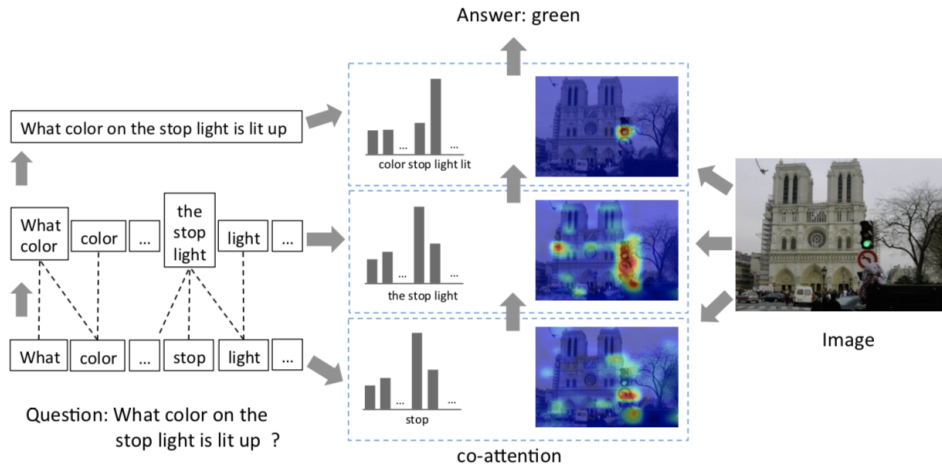 Answer: green
What color on the stop light is lit up
...
...
color stop light lit
What
color
color
...
the
stop
light
light
...
...
...
the stop light
What
color
...
stop
light
...
...
...
stop
Image
Question: What color on the
stop light is lit up ?
co-attention